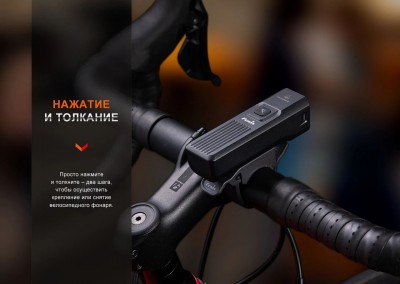 НАЖАТИЕ
И ТОЛКАНИЕ
Просто нажмите
и толкните – два шага,
чтобы осуществить
крепление или снятие
велосипедного фонаря.